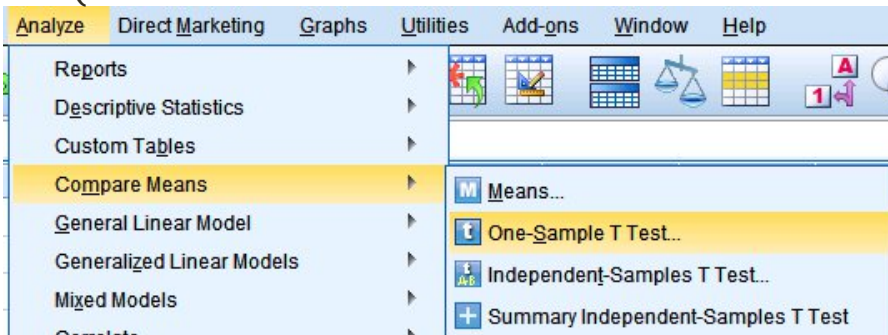 Analyze Direct Marketing Graphs Utilities Add-ons Window Help
A
1
Reports
Descriptive Statistics
Custom Tables
Compare Means
M Means...
General Linear Model
t One-Sample T Test...
Generalized Linear Models
Independent-Samples T Test...
Mixed Models
Summary Independent-Samples T Test